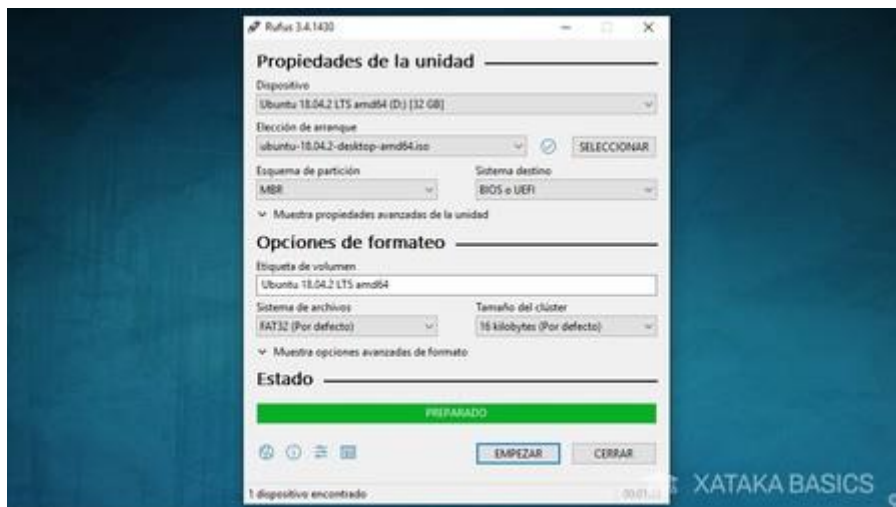 Rufus 3.4.1430
Propiedades de la unidad
Dispositivo
Ubuntu 18.04.2 LTS amd64 (D:) [32 GB]
Elección de arranque
ubuntu-18.04.2-desktop-amd64.iso
SELECCIONAR
Esquema de partición
Sistema destino
MBR
BIOS o UEFI
Muestra propiedades avanzadas de la unidad
Opciones de formateo
Etiqueta de volumen
Ubuntu 18.04.2 LTS amd64
Sistema de archivos
Tamaño del clúster
FAT32 (Por defecto)
16 kilobytes (Por defecto)
Muestra opciones avanzadas de formato
Estado
PREPARADO
EMPEZAR
CERRAR
1 dispositivo encontrado
XATAKA BASICS